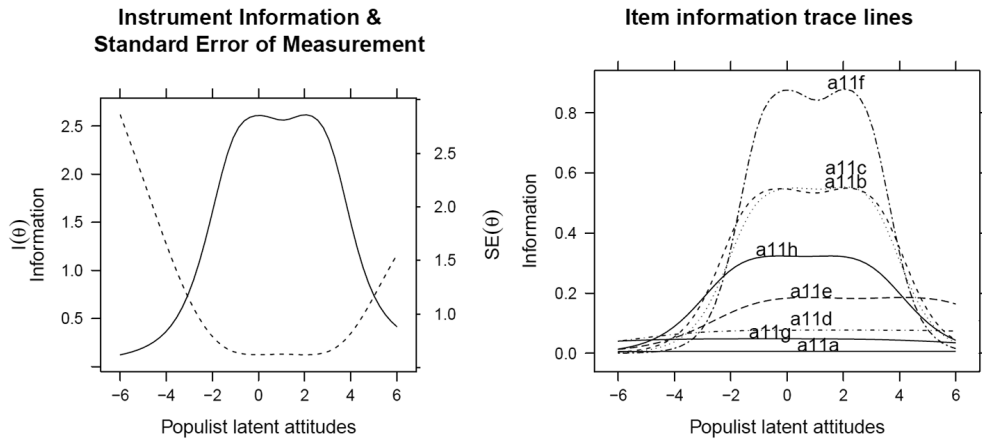 Instrument Information &
Standard Error of Measurement
I(θ)
Information
2.5
2.0
1.5
1.0
0.5
2.5
2.0
1.5
1.0
SE(θ)
−6 −4 −2 0 2 4 6
Populist latent attitudes
Item information trace lines
Information
0.8
0.6
0.4
0.2
0.0
a11f
a11c
a11b
a11h
a11e
a11d
a11g
a11a
−6 −4 −2 0 2 4 6
Populist latent attitudes